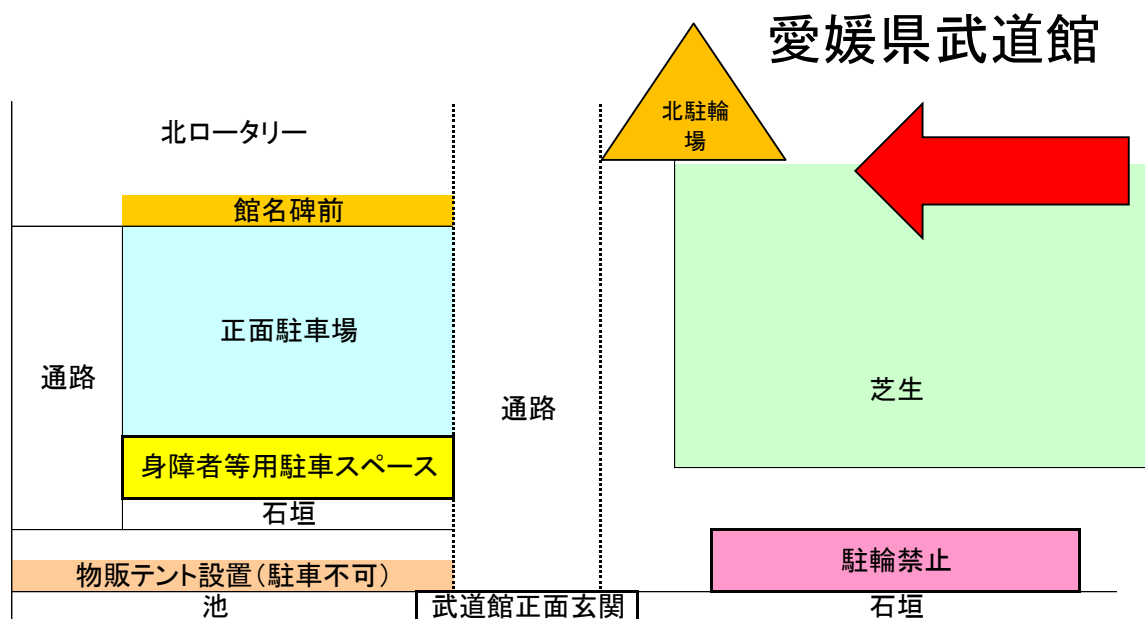 愛媛県武道館
北駐輪
場
北ロータリー
館名碑前
正面駐車場
通路
通路
芝生
身障者等用駐車スペース
石垣
駐輪禁止
物販テント設置(駐車不可)
池
武道館正面玄関
石垣